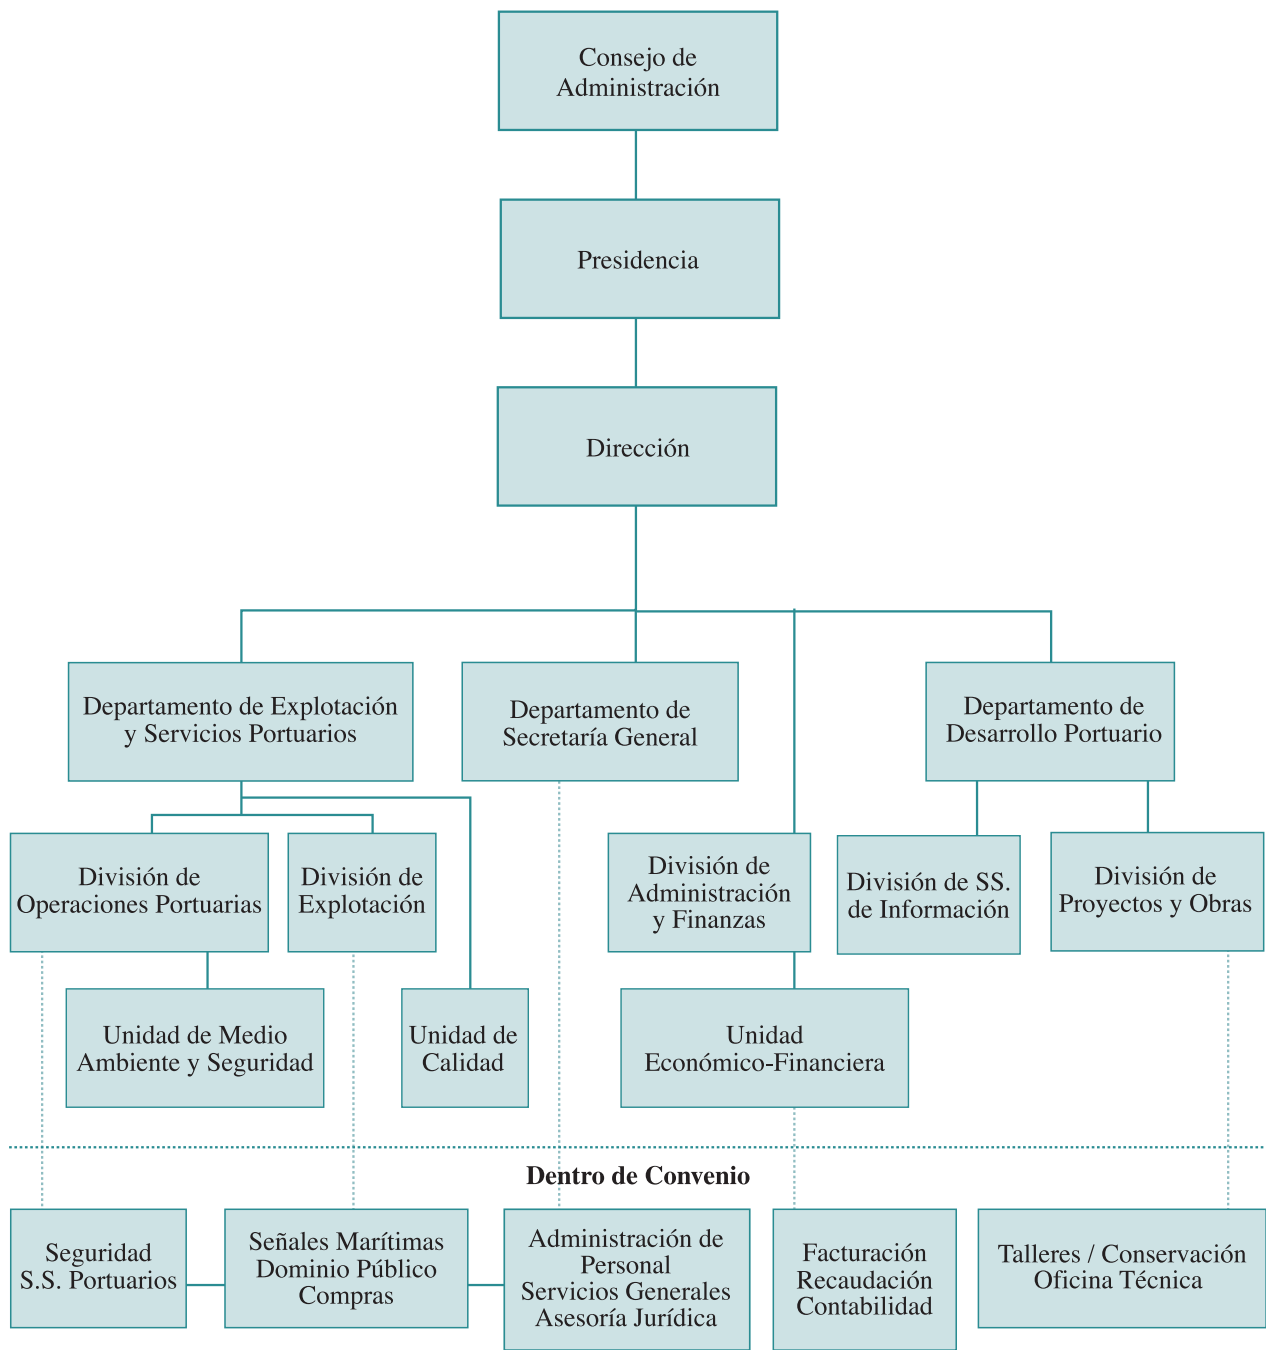 Consejo de
Administración
Presidencia
Dirección
Departamento de Explotación
y Servicios Portuarios
Departamento de
Secretaría General
Departamento de
Desarrollo Portuario
División de
Operaciones Portuarias
División de
Explotación
División de
Administración
y Finanzas
División de SS.
de Información
División de
Proyectos y Obras
Unidad de Medio
Ambiente y Seguridad
Unidad de
Calidad
Unidad
Económico-Financiera
Dentro de Convenio
Seguridad
S.S. Portuarios
Señales Marítimas
Dominio Público
Compras
Administración de
Personal
Servicios Generales
Asesoría Jurídica
Facturación
Recaudación
Contabilidad
Talleres / Conservación
Oficina Técnica